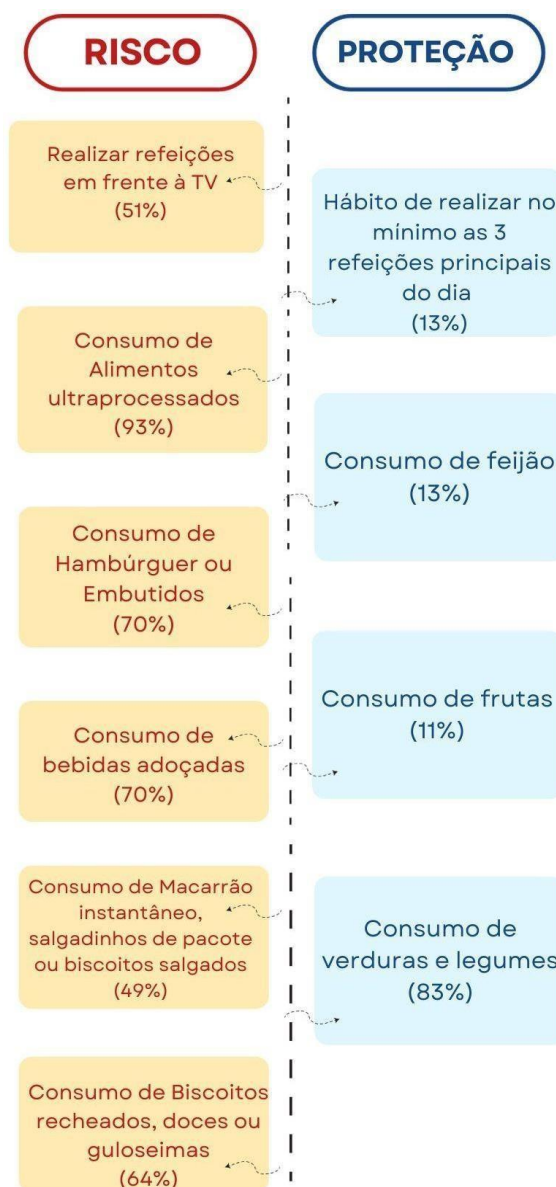 RISCO
Realizar refeições
em frente à TV
(51%)
Consumo de
Alimentos
ultraprocessados
(93%)
Consumo de
Hambúrguer ou
Embutidos
(70%)
Consumo de
bebidas adoçadas
(70%)
Consumo de Macarrão
instantâneo,
salgadinhos de pacote
ou biscoitos salgados
(49%)
Consumo de Biscoitos
recheados, doces ou
guloseimas
(64%)
PROTEÇÃO
Hábito de realizar no
mínimo as 3
refeições principais
do dia
(13%)
Consumo de feijão
(13%)
Consumo de frutas
(11%)
Consumo de
verduras e legumes
(83%)